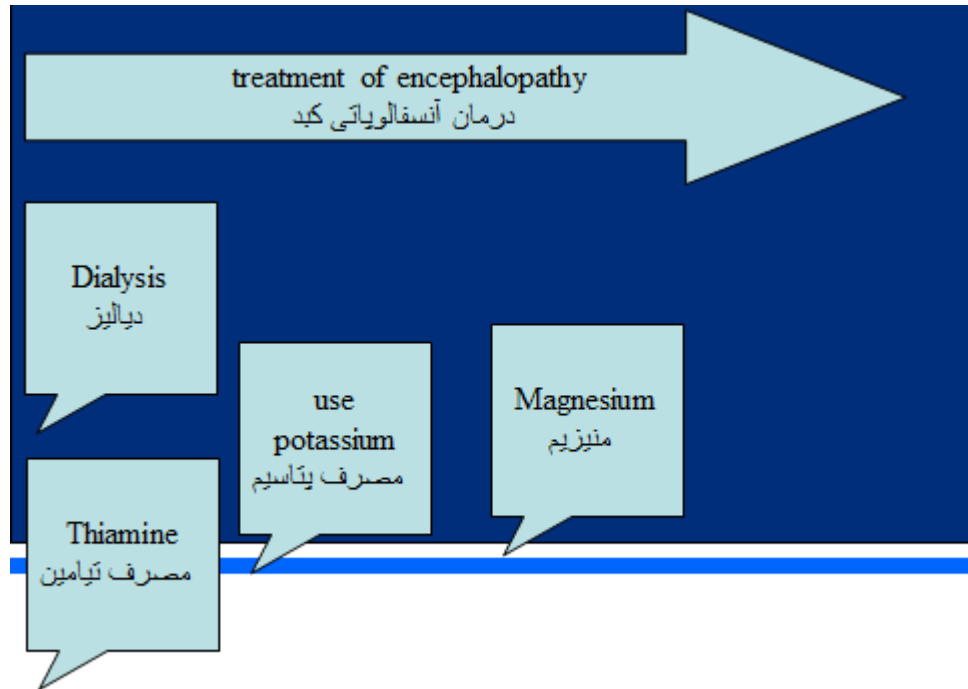 treatment of encephalopathy
درمان آنسفالوپاتی کبد
Dialysis
دیالیز
use
potassium
مصرف پتاسیم
Magnesium
منیزیم
Thiamine
مصرف تیامین